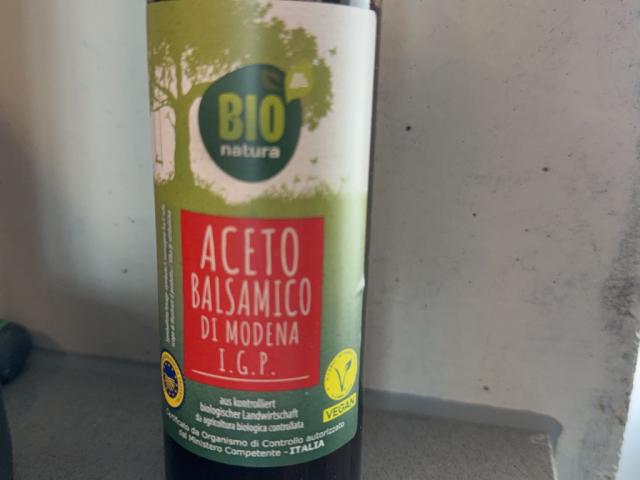 BIO
natura
ACETO
BALSAMICO
DI MODENA
I.G.P.
aus kontrolliert
biologischer Landwirtschaft
da agricoltura biologica controllata
Certificato da Organismo di Controllo autorizzato
dal Ministero Competente - ITALIA
VEGAN